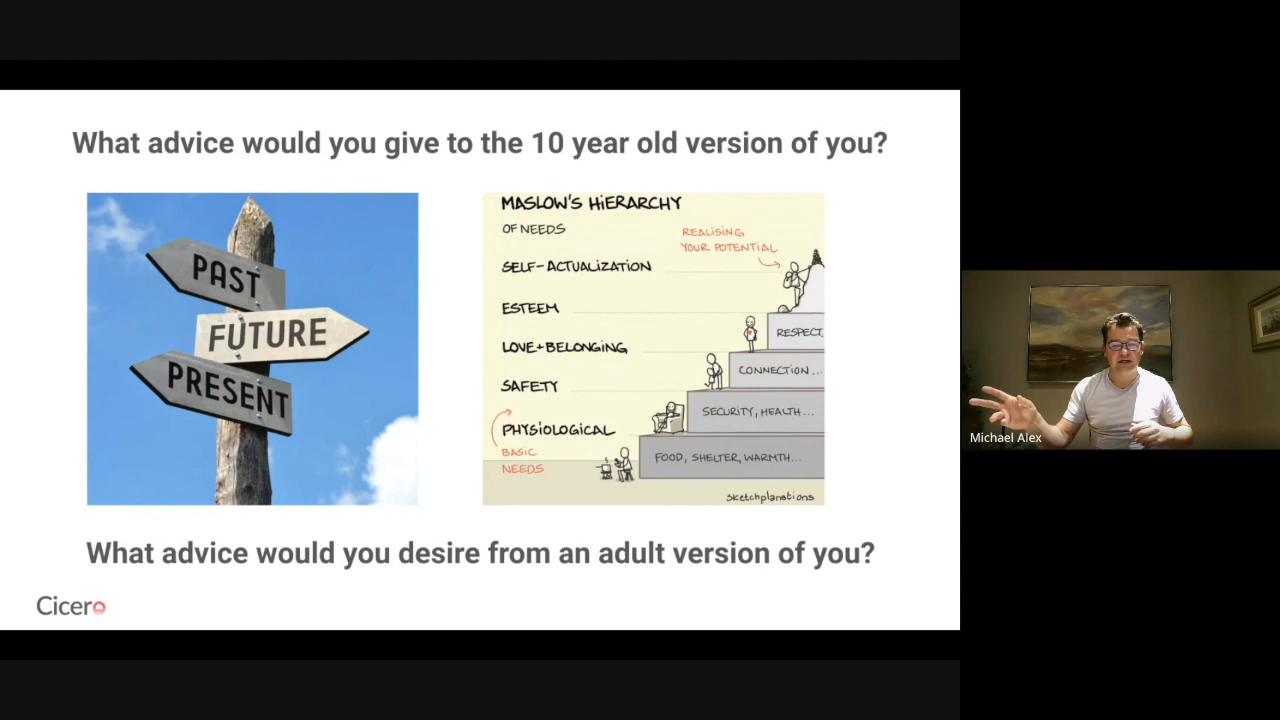 What advice would you give to the 10 year old version of you?
PAST
FUTURE
PRESENT
MASLOW'S HiERARCHY
OF NEEDS
REALiSiNG
YOUR POTENTiAL
SELF-ACTUALiZATiON
ESTEEM
RESPECT
LOVE+BELONGiNG
CONNECTiON...
SAFETY
SECURiTY, HEALTH...
PHYSiOLOGiCAL
BASiC
NEEDS
FOOD, SHELTER, WARMTH...
sketchplanations
What advice would you desire from an adult version of you?
Cicero
Michael Alex